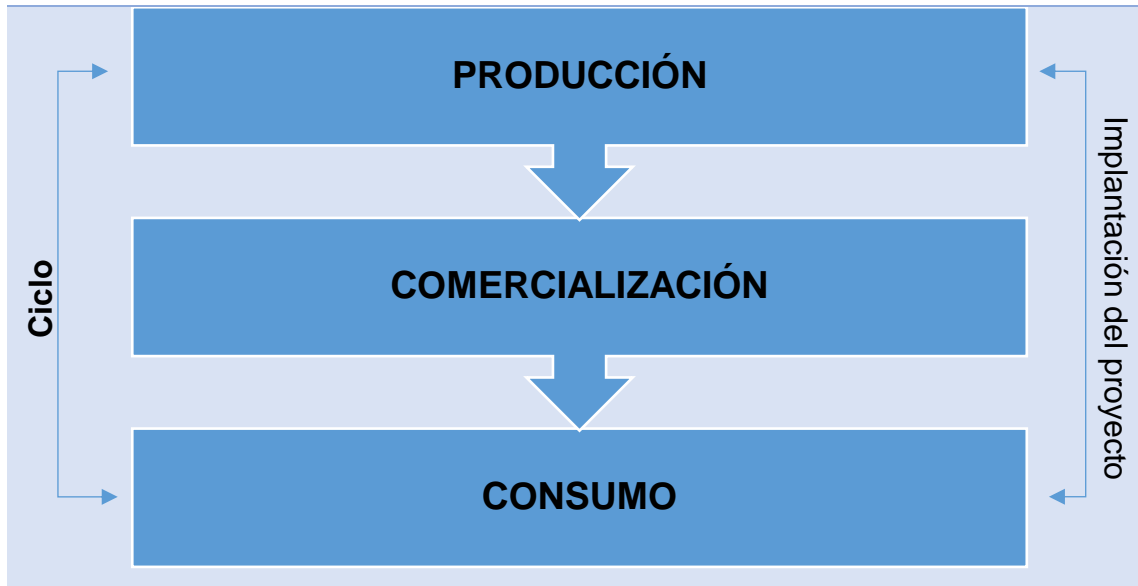 PRODUCCIÓN
COMERCIALIZACIÓN
CONSUMO
Ciclo
Implantación del proyecto